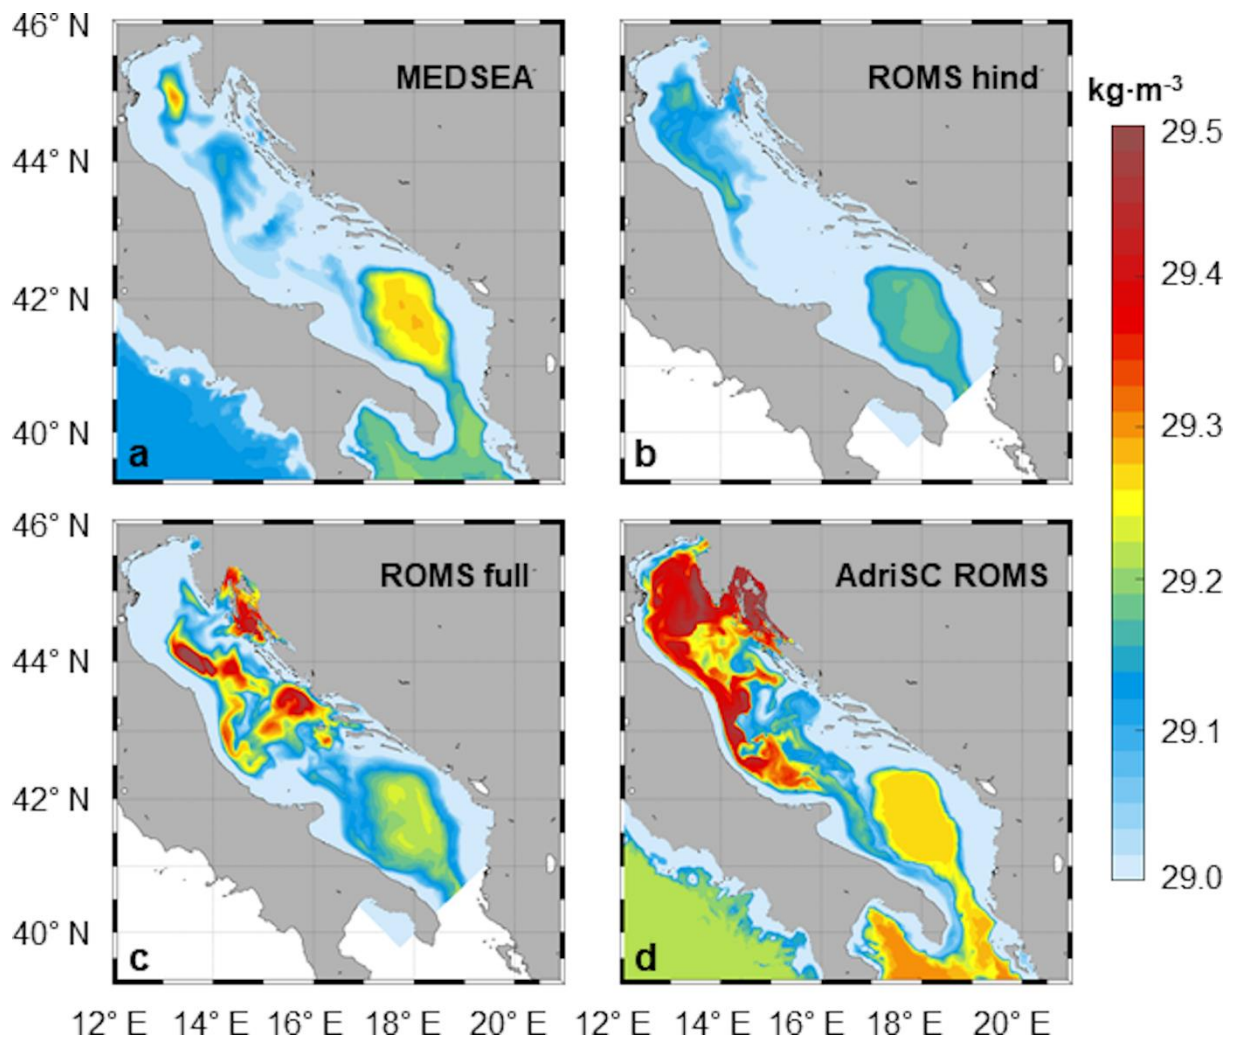 46° N
44° N
42° N
40° N
MEDSEA
a
ROMS hind
b
kg·m-3
29.5
29.4
29.3
29.2
29.1
29.0
46° N
44° N
42° N
40° N
ROMS full
c
AdriSC ROMS
d
12° E 14° E 16° E 18° E 20° E
12° E 14° E 16° E 18° E 20° E